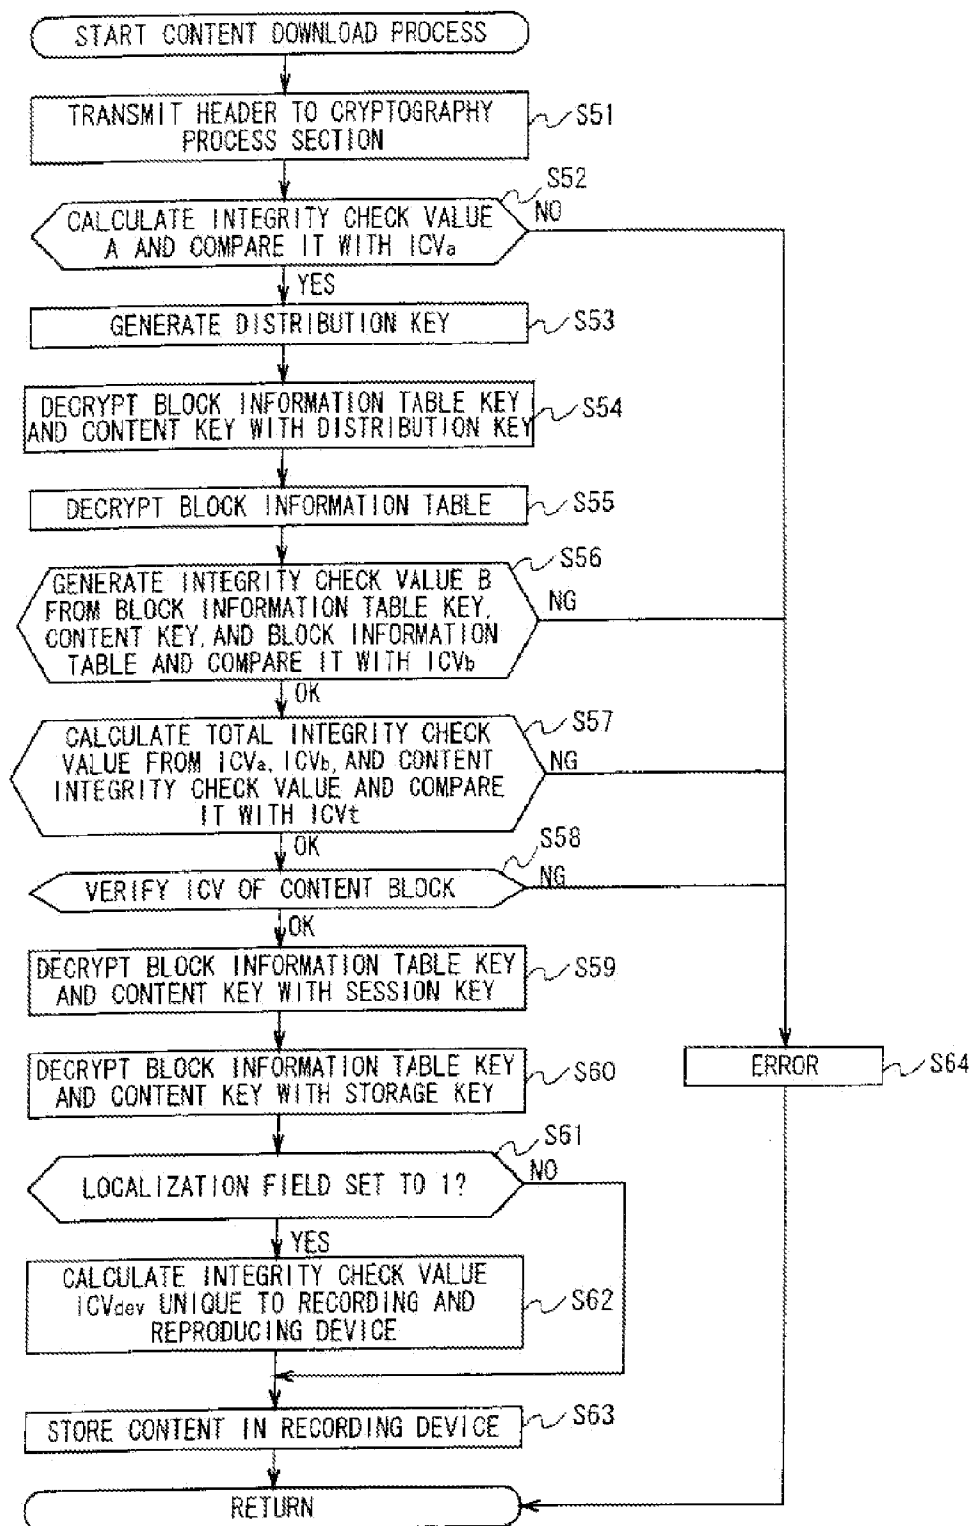 START CONTENT DOWNLOAD PROCESS
TRANSMIT HEADER TO CRYPTOGRAPHY
PROCESS SECTION
S51
S52
CALCULATE INTEGRITY CHECK VALUE
A AND COMPARE IT WITH ICVa
NO
YES
GENERATE DISTRIBUTION KEY
S53
DECRYPT BLOCK INFORMATION TABLE KEY
AND CONTENT KEY WITH DISTRIBUTION KEY
S54
DECRYPT BLOCK INFORMATION TABLE
S55
S56
GENERATE INTEGRITY CHECK VALUE B
FROM BLOCK INFORMATION TABLE KEY,
CONTENT KEY, AND BLOCK INFORMATION
TABLE AND COMPARE IT WITH ICVb
NG
OK
S57
CALCULATE TOTAL INTEGRITY CHECK
VALUE FROM ICVa, ICVb, AND CONTENT
INTEGRITY CHECK VALUE AND COMPARE
IT WITH ICVt
NG
OK
S58
VERIFY ICV OF CONTENT BLOCK
NG
OK
DECRYPT BLOCK INFORMATION TABLE KEY
AND CONTENT KEY WITH SESSION KEY
S59
DECRYPT BLOCK INFORMATION TABLE KEY
AND CONTENT KEY WITH STORAGE KEY
S60
ERROR
S64
S61
LOCALIZATION FIELD SET TO 1?
NO
YES
CALCULATE INTEGRITY CHECK VALUE
ICVdev UNIQUE TO RECORDING AND
REPRODUCING DEVICE
S62
STORE CONTENT IN RECORDING DEVICE
S63
RETURN